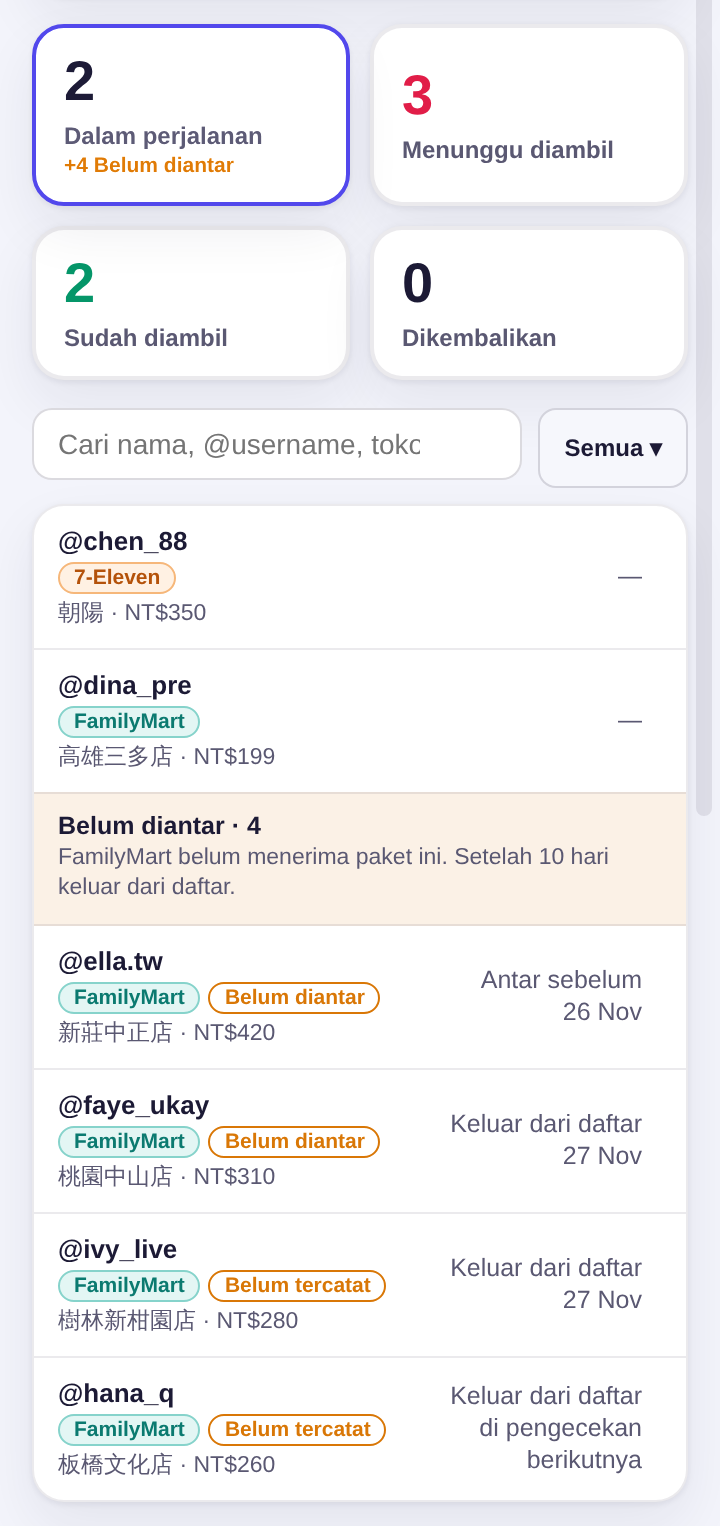 2
Dalam perjalanan
+4 Belum diantar
3
Menunggu diambil
2
Sudah diambil
0
Dikembalikan
Cari nama, @username, toko
Semua ▾
@chen_88
7-Eleven
朝陽 · NT$350
—
@dina_pre
FamilyMart
高雄三多店 · NT$199
—
Belum diantar · 4
FamilyMart belum menerima paket ini. Setelah 10 hari
keluar dari daftar.
@ella.tw
FamilyMart Belum diantar
新莊中正店 · NT$420
Antar sebelum
26 Nov
@faye_ukay
FamilyMart Belum diantar
桃園中山店 · NT$310
Keluar dari daftar
27 Nov
@ivy_live
FamilyMart Belum tercatat
樹林新柑園店 · NT$280
Keluar dari daftar
27 Nov
@hana_q
FamilyMart Belum tercatat
板橋文化店 · NT$260
Keluar dari daftar
di pengecekan
berikutnya